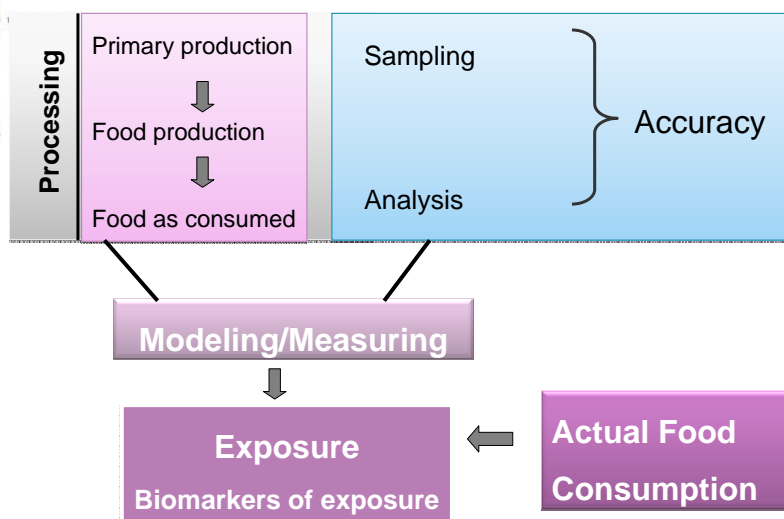 Processing
Primary production
Food production
Food as consumed
Sampling
Analysis
Accuracy
Modeling/Measuring
Exposure
Biomarkers of exposure
Actual Food
Consumption